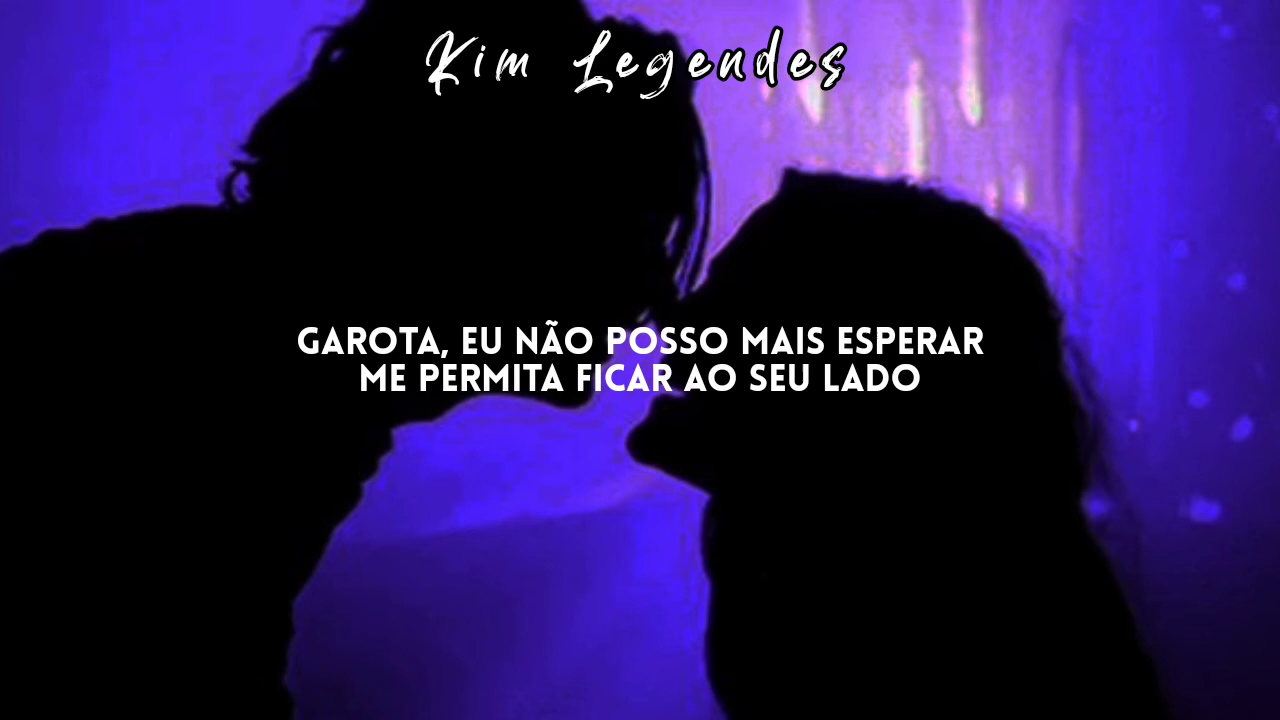 Kim Legendes
GAROTA, EU NÃO POSSO MAIS ESPERAR
ME PERMITA FICAR AO SEU LADO